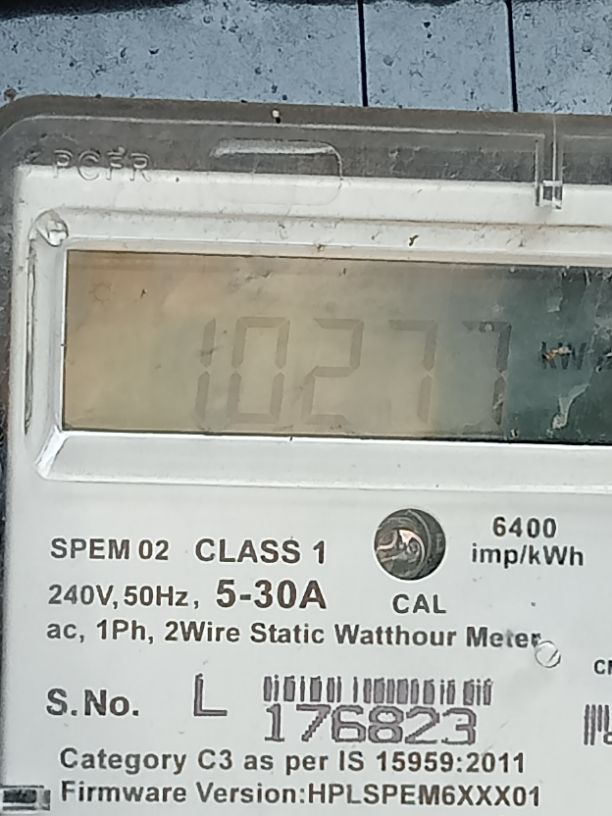 PCFR
10277
SPEM 02 CLASS 1
6400
imp/kWh
240V, 50Hz, 5-30A
CAL
ac, 1Ph, 2Wire Static Watthour Meter
S.No. L 176823
Category C3 as per IS 15959:2011
Firmware Version:HPLSPEM6XXX01